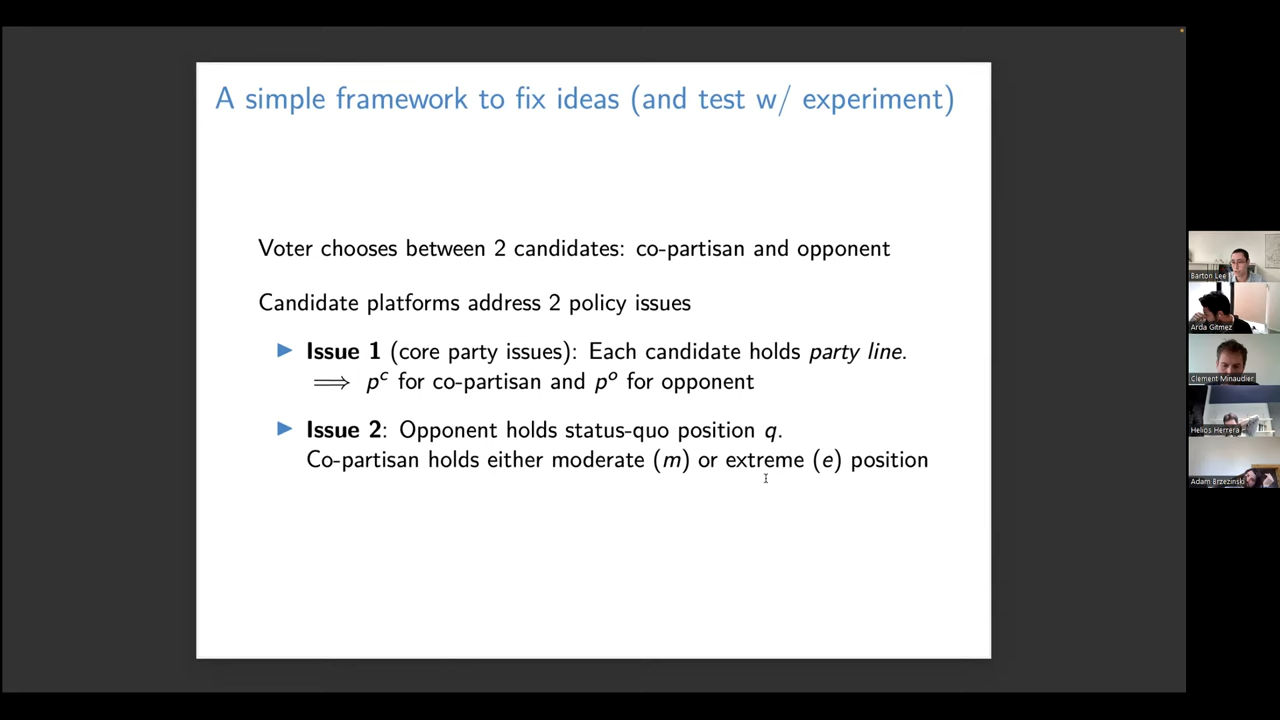 A simple framework to fix ideas (and test w/ experiment)
Voter chooses between 2 candidates: co-partisan and opponent
Candidate platforms address 2 policy issues
▶ Issue 1 (core party issues): Each candidate holds party line.
⟹ pᶜ for co-partisan and pᵒ for opponent
▶ Issue 2: Opponent holds status-quo position q.
Co-partisan holds either moderate (m) or extreme (e) position
Barton Lee
Arda Gitmez
Clement Minaudier
Helios Herrera
Adam Brzezinski